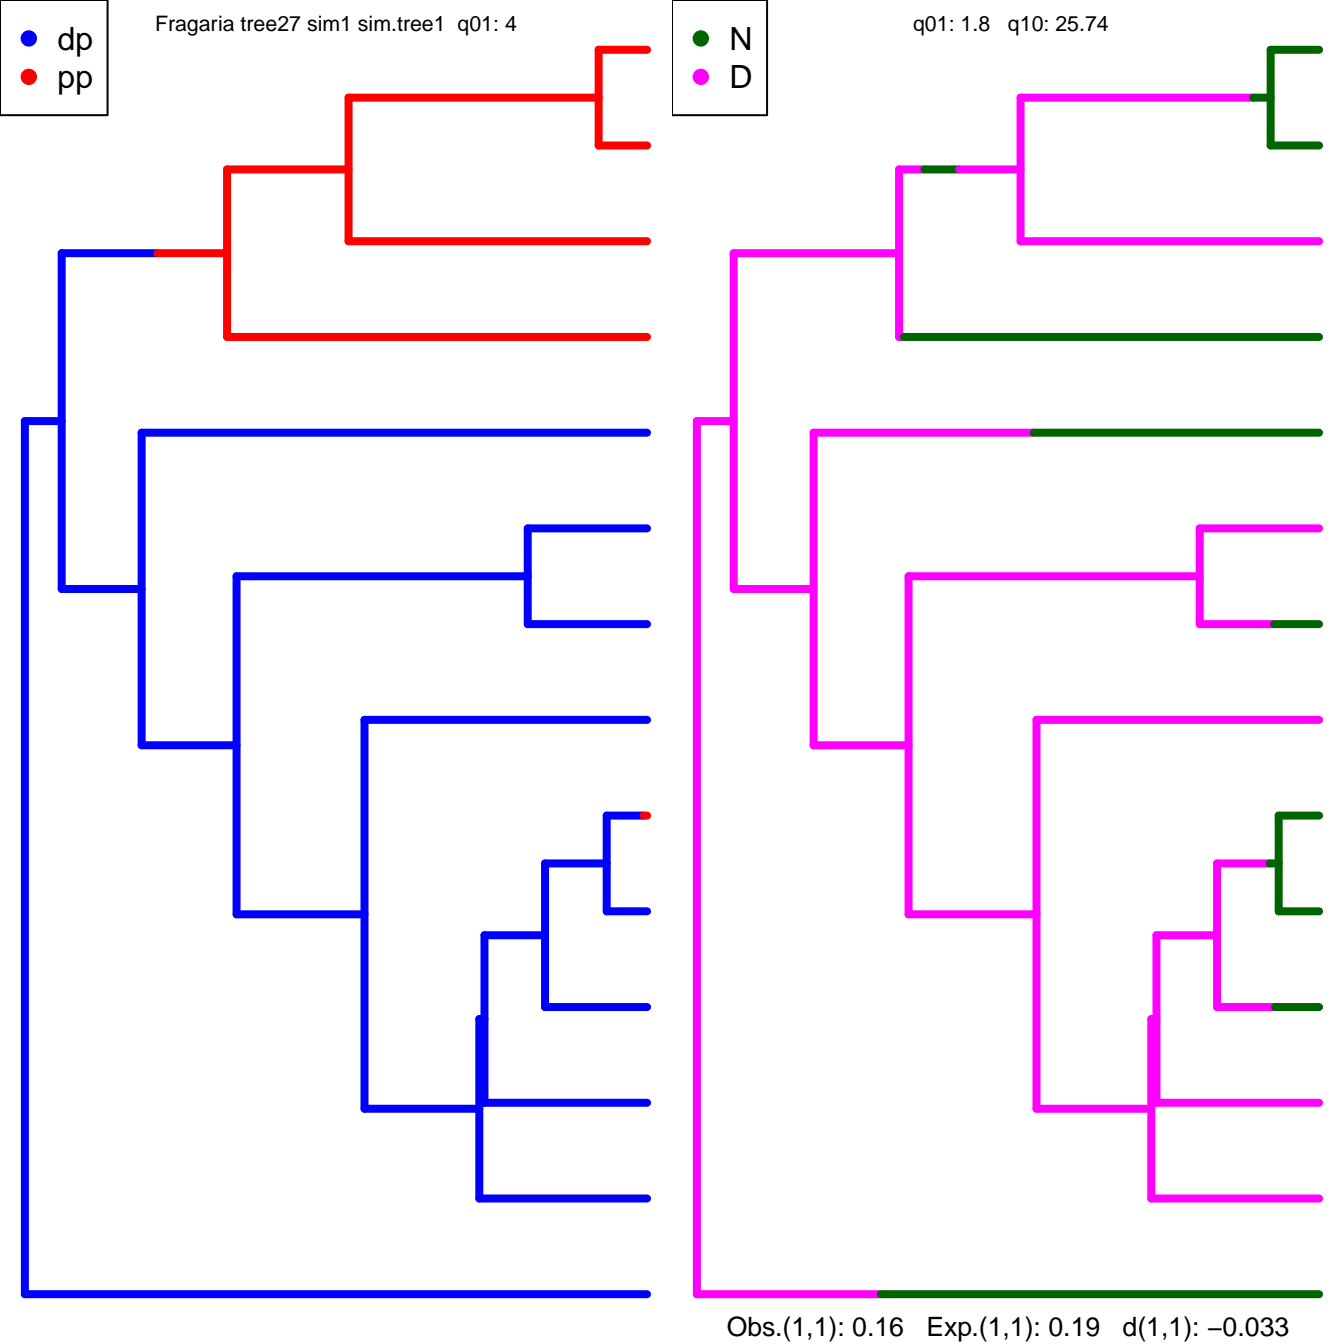 Fragaria tree27 sim1 sim.tree1  q01: 4
dp
pp
q01: 1.8   q10: 25.74
N
D
Obs.(1,1): 0.16   Exp.(1,1): 0.19   d(1,1): −0.033